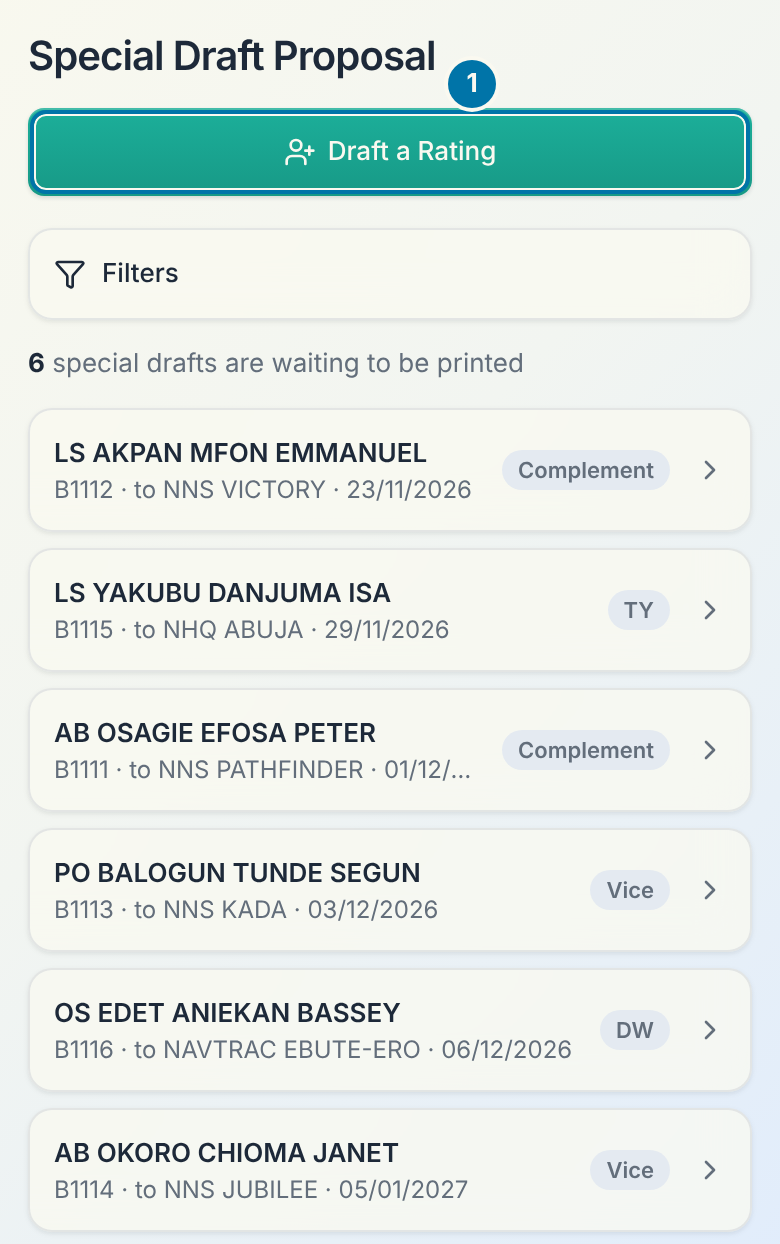 Special Draft Proposal
1
Draft a Rating
Filters
6 special drafts are waiting to be printed
LS AKPAN MFON EMMANUEL
B1112 · to NNS VICTORY · 23/11/2026
Complement
LS YAKUBU DANJUMA ISA
B1115 · to NHQ ABUJA · 29/11/2026
TY
AB OSAGIE EFOSA PETER
B1111 · to NNS PATHFINDER · 01/12/...
Complement
PO BALOGUN TUNDE SEGUN
B1113 · to NNS KADA · 03/12/2026
Vice
OS EDET ANIEKAN BASSEY
B1116 · to NAVTRAC EBUTE-ERO · 06/12/2026
DW
AB OKORO CHIOMA JANET
B1114 · to NNS JUBILEE · 05/01/2027
Vice